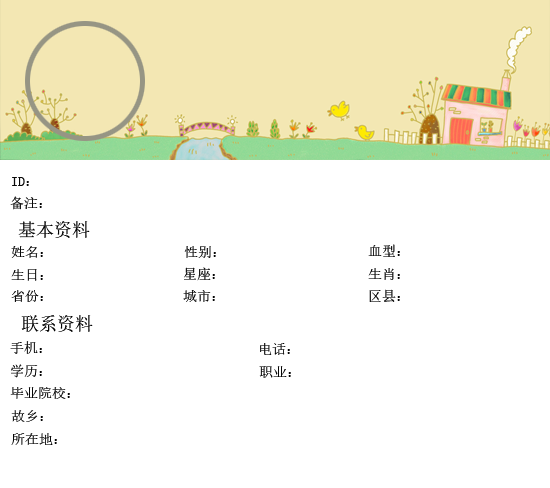 ID:
备注:
基本资料
姓名: 性别: 血型:
生日: 星座: 生肖:
省份: 城市: 区县:
联系资料
手机: 电话:
学历: 职业:
毕业院校:
故乡:
所在地: